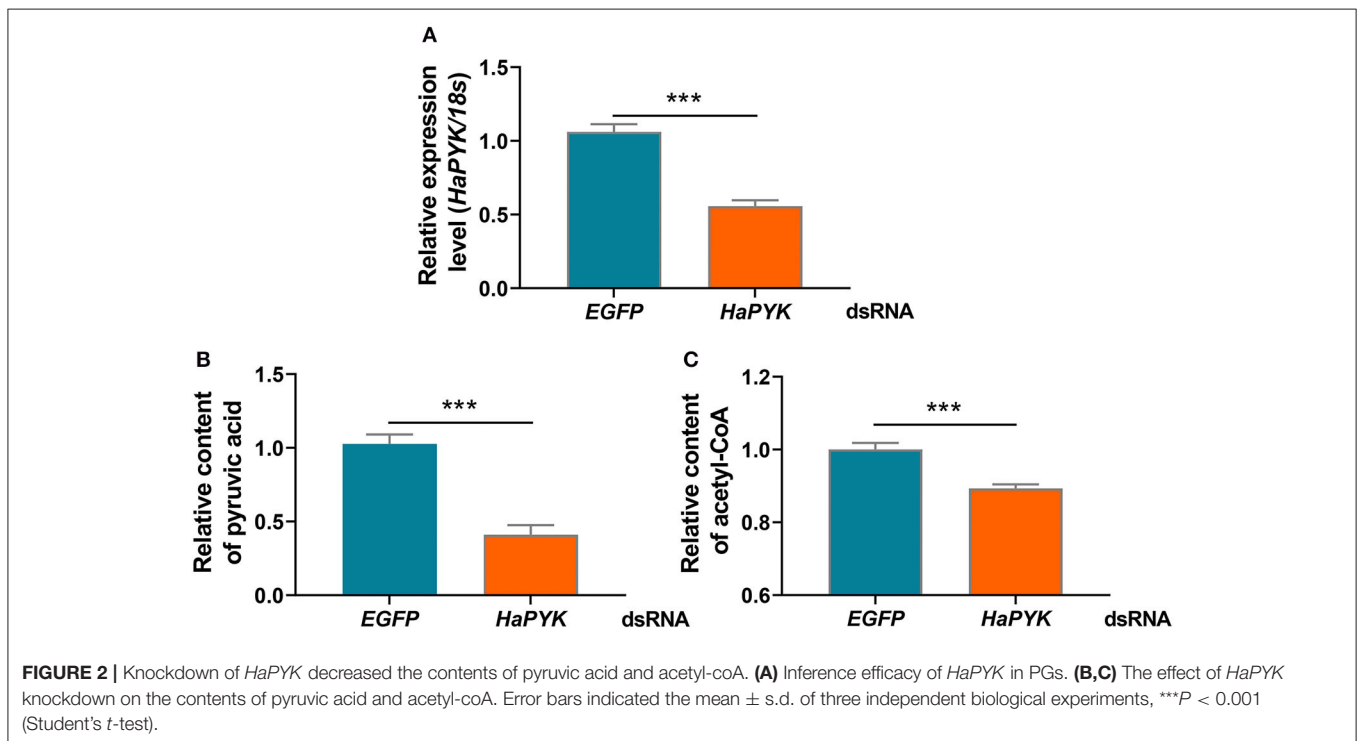 A
Relative expression
level (HaPYK/18s)
1.5
1.0
0.5
0.0
***
EGFP HaPYK dsRNA
B
Relative content
of pyruvic acid
1.5
1.0
0.5
0.0
***
EGFP HaPYK dsRNA
C
Relative content
of acetyl-CoA
1.2
1.0
0.8
0.6
***
EGFP HaPYK dsRNA
FIGURE 2 | Knockdown of HaPYK decreased the contents of pyruvic acid and acetyl-coA. (A) Inference efficacy of HaPYK in PGs. (B,C) The effect of HaPYK
knockdown on the contents of pyruvic acid and acetyl-coA. Error bars indicated the mean ± s.d. of three independent biological experiments, ***P < 0.001
(Student's t-test).